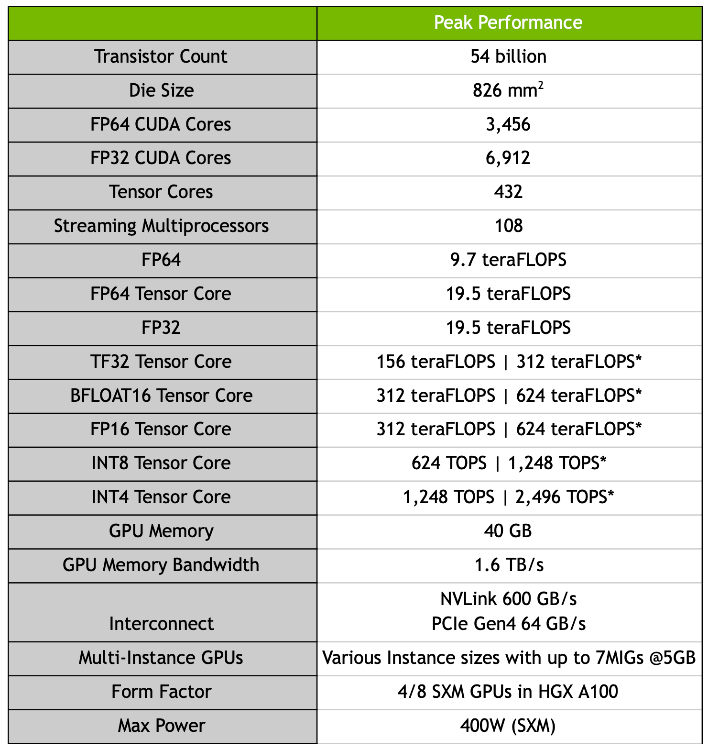 Peak Performance
Transistor Count 54 billion
Die Size 826 mm²
FP64 CUDA Cores 3,456
FP32 CUDA Cores 6,912
Tensor Cores 432
Streaming Multiprocessors 108
FP64 9.7 teraFLOPS
FP64 Tensor Core 19.5 teraFLOPS
FP32 19.5 teraFLOPS
TF32 Tensor Core 156 teraFLOPS | 312 teraFLOPS*
BFLOAT16 Tensor Core 312 teraFLOPS | 624 teraFLOPS*
FP16 Tensor Core 312 teraFLOPS | 624 teraFLOPS*
INT8 Tensor Core 624 TOPS | 1,248 TOPS*
INT4 Tensor Core 1,248 TOPS | 2,496 TOPS*
GPU Memory 40 GB
GPU Memory Bandwidth 1.6 TB/s
NVLink 600 GB/s
Interconnect PCIe Gen4 64 GB/s
Multi-Instance GPUs Various Instance sizes with up to 7MIGs @5GB
Form Factor 4/8 SXM GPUs in HGX A100
Max Power 400W (SXM)